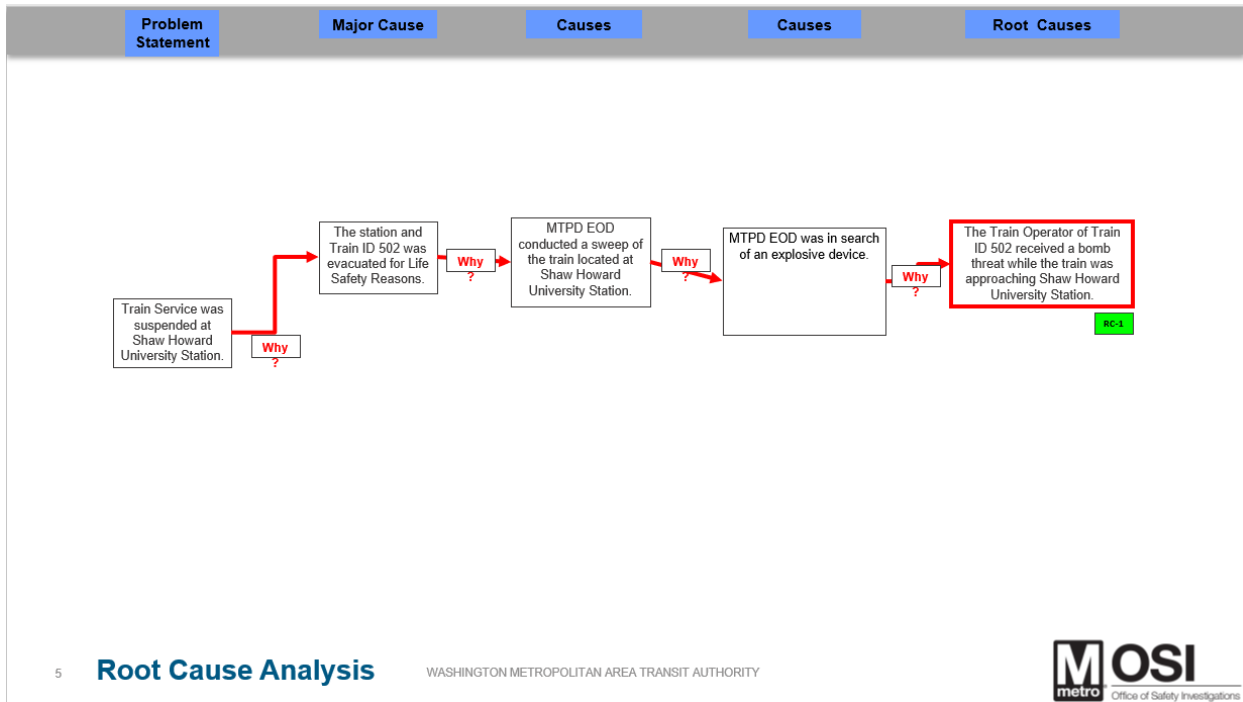 Problem
Statement
Major Cause
Causes
Causes
Root Causes
Train Service was
suspended at
Shaw Howard
University Station.
Why
?
The station and
Train ID 502 was
evacuated for Life
Safety Reasons.
Why
?
MTPD EOD
conducted a sweep of
the train located at
Shaw Howard
University Station.
Why
?
MTPD EOD was in search
of an explosive device.
Why
?
The Train Operator of Train
ID 502 received a bomb
threat while the train was
approaching Shaw Howard
University Station.
RC-1
5
Root Cause Analysis
WASHINGTON METROPOLITAN AREA TRANSIT AUTHORITY
M
metro
OSI
Office of Safety Investigations